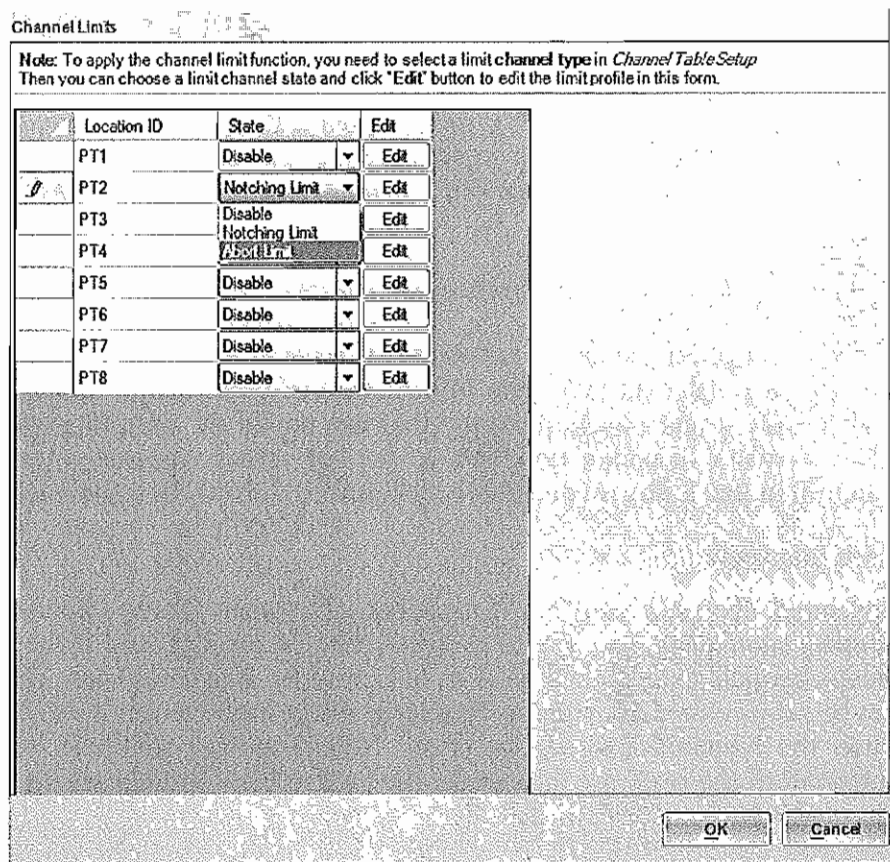 Channel Limits
Note: To apply the channel limit function, you need to select a limit channel type in Channel Table Setup
Then you can choose a limit channel state and click "Edit" button to edit the limit profile in this form.
Location ID State Edit
PT1 Disable Edit
PT2 Notching Limit Edit
PT3 Disable Edit
Notching Limit
PT4 Abort Limit Edit
PT5 Disable Edit
PT6 Disable Edit
PT7 Disable Edit
PT8 Disable Edit
OK Cancel